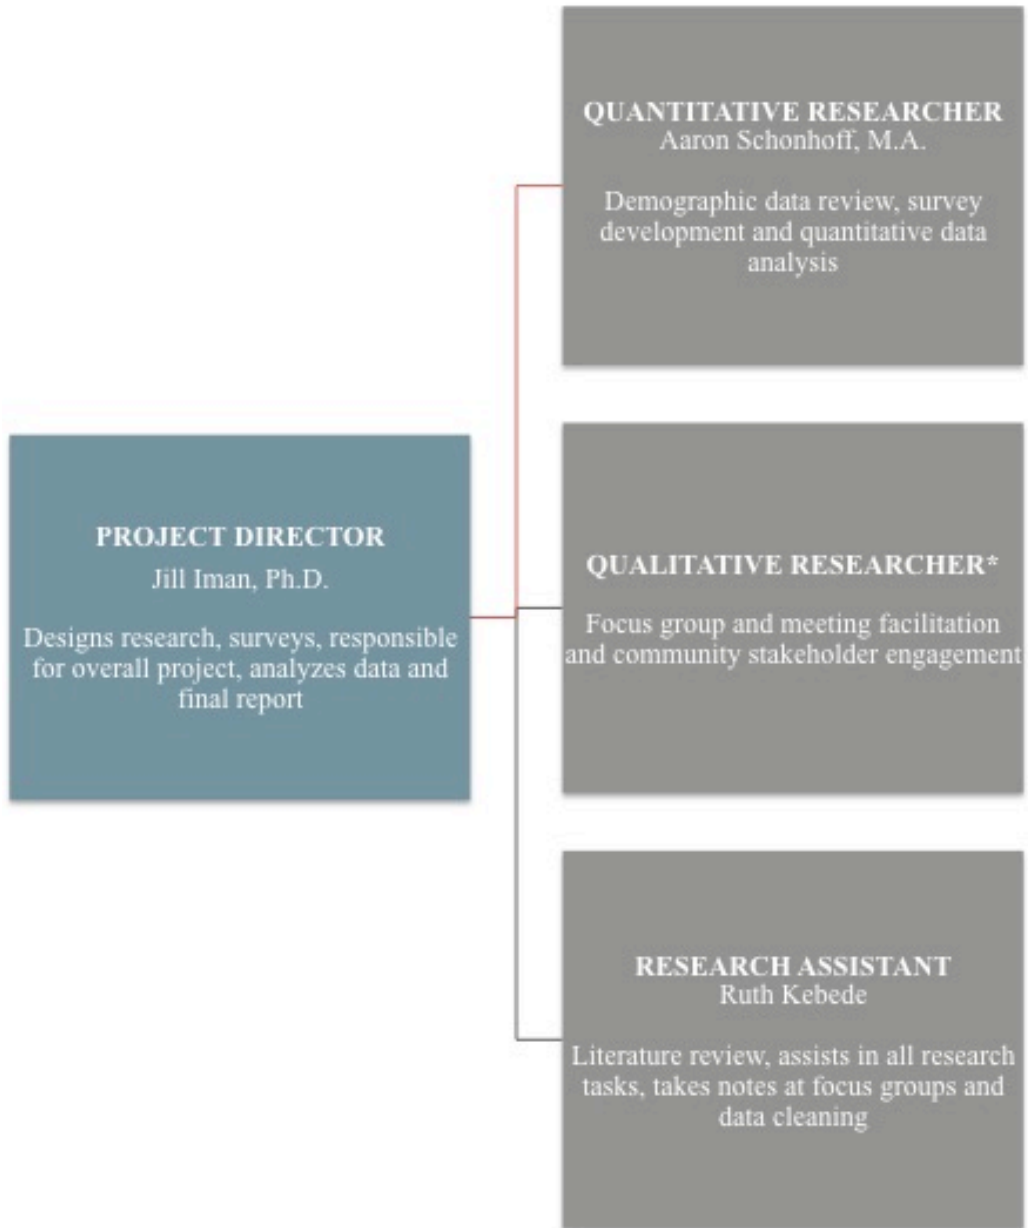 QUANTITATIVE RESEARCHER
Aaron Schonhoff, M.A.
Demographic data review, survey
development and quantitative data
analysis
PROJECT DIRECTOR
Jill Iman, Ph.D.
Designs research, surveys, responsible
for overall project, analyzes data and
final report
QUALITATIVE RESEARCHER*
Focus group and meeting facilitation
and community stakeholder engagement
RESEARCH ASSISTANT
Ruth Kebede
Literature review, assists in all research
tasks, takes notes at focus groups and
data cleaning